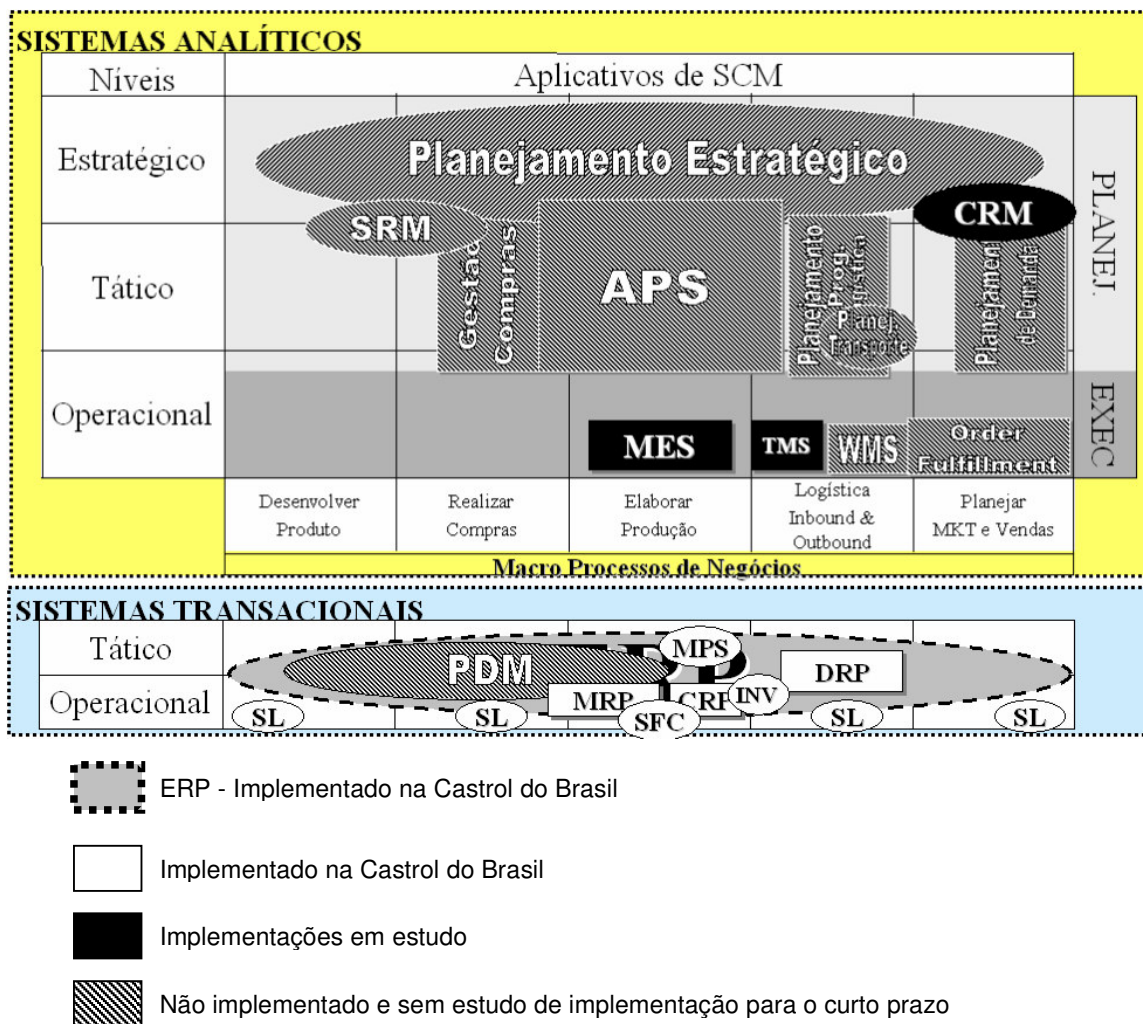 SISTEMAS ANALÍTICOS
Níveis
Aplicativos de SCM
Estratégico
Planejamento Estratégico
PLANEJ.
SRM
CRM
Tático
Gestão
Compras
APS
Planejamento
Prog.
Logística
Planej.
Transporte
Planejamen
de Demanda
Operacional
EXEC
MES
TMS
WMS
Order
Fulfillment
Desenvolver
Produto
Realizar
Compras
Elaborar
Produção
Logística
Inbound &
Outbound
Planejar
MKT e Vendas
Macro Processos de Negócios
SISTEMAS TRANSACIONAIS
Tático
Operacional
PDM
MPS
DRP
MRP
CRP
INV
SFC
SL
SL
SL
SL
ERP - Implementado na Castrol do Brasil
Implementado na Castrol do Brasil
Implementações em estudo
Não implementado e sem estudo de implementação para o curto prazo